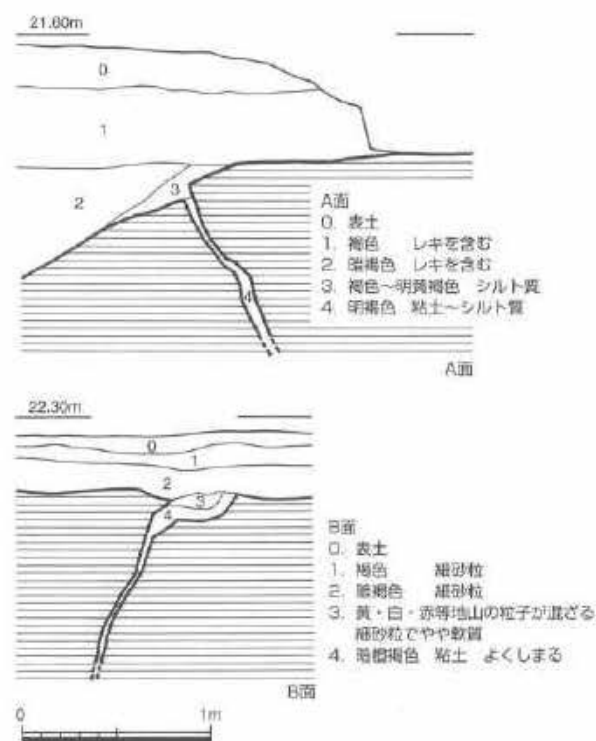 21.60m
0
1
2
3
4
A面
0. 表土
1. 褐色 レキを含む
2. 暗褐色 レキを含む
3. 褐色〜明黄褐色 シルト質
4. 明褐色 粘土〜シルト質
A面
22.30m
0
1
2
3
4
B面
0. 表土
1. 褐色 細砂粒
2. 暗褐色 細砂粒
3. 黄・白・赤等地山の粒子が混ざる
細砂粒でやや軟質
4. 暗橙褐色 粘土 よくしまる
B面
0 1m